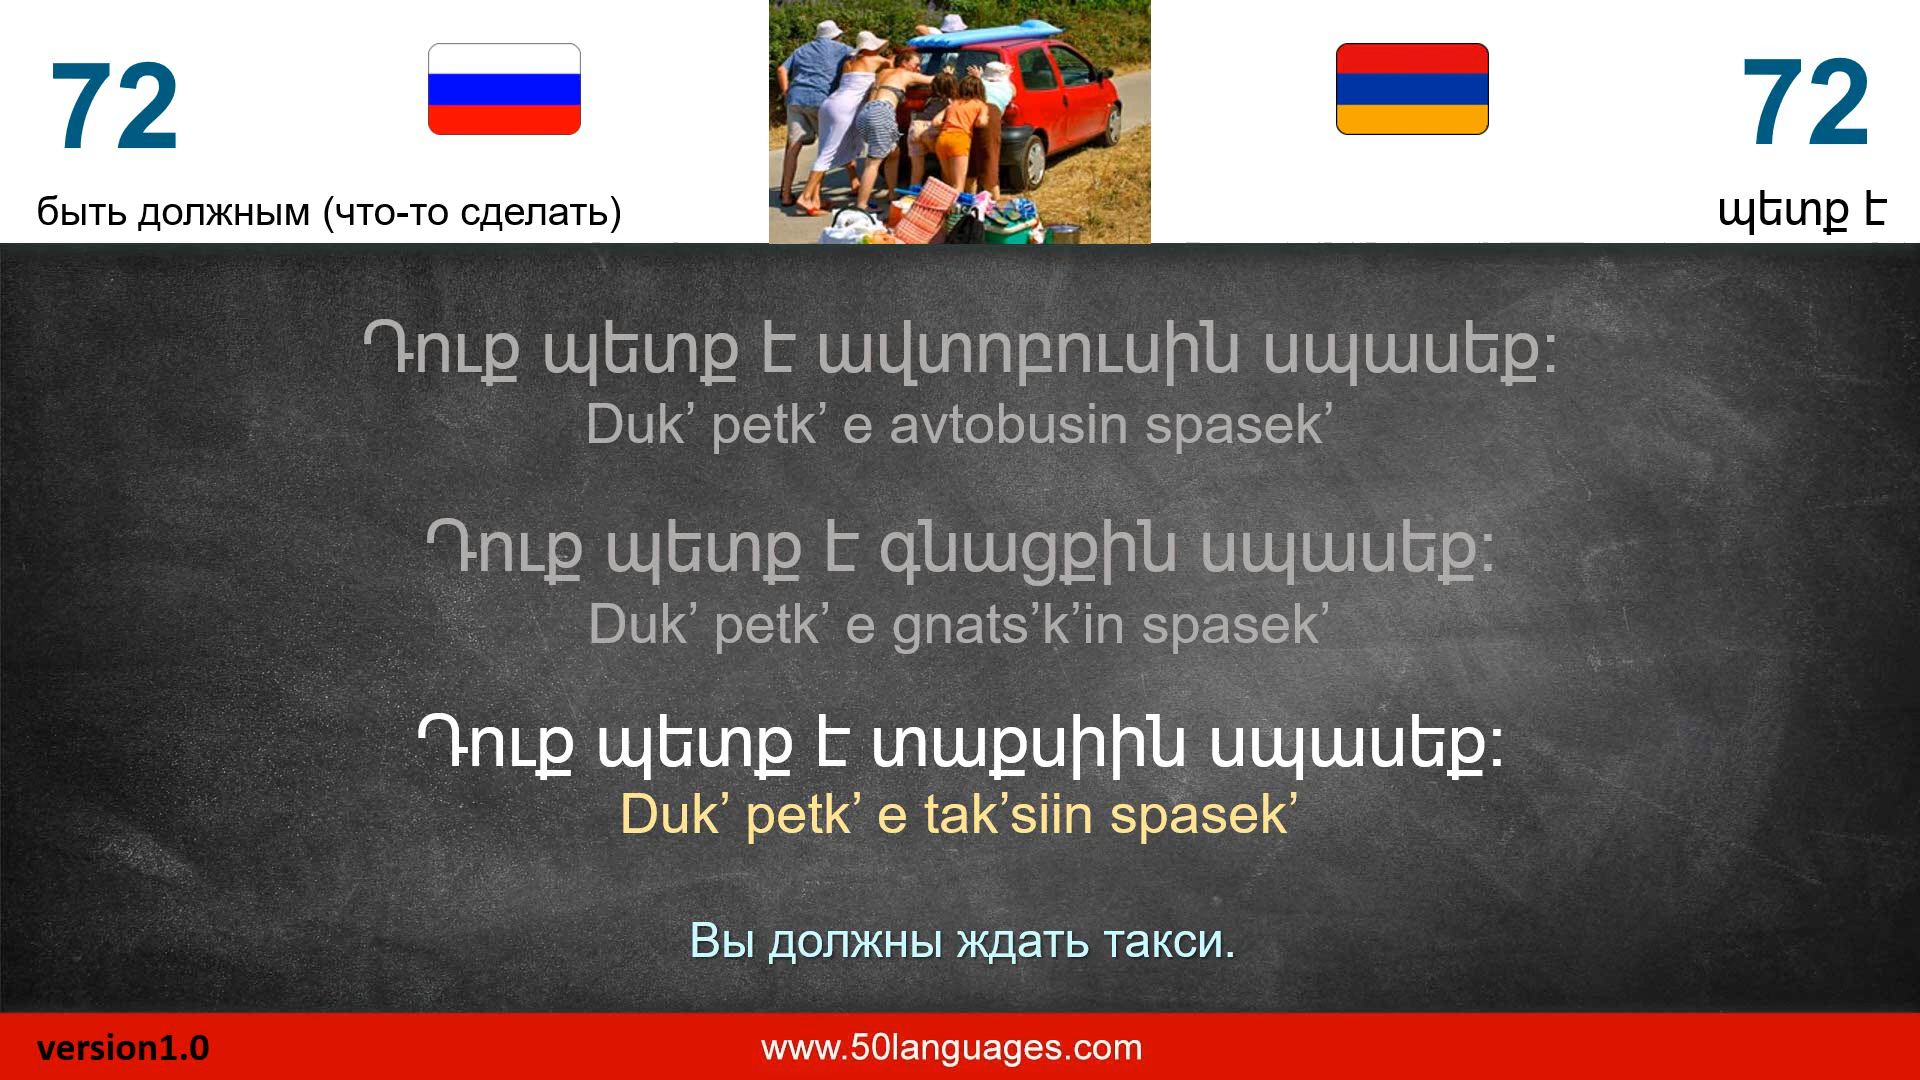 72
72
быть должным (что-то сделать)
պետք է
Դուք պետք է ավտոբուսին սպասեք:
Duk’ petk’ e avtobusin spasek’
Դուք պետք է գնացքին սպասեք:
Duk’ petk’ e gnats’k’in spasek’
Դուք պետք է տաքսիին սպասեք:
Duk’ petk’ e tak’siin spasek’
Вы должны ждать такси.
version1.0
www.50languages.com